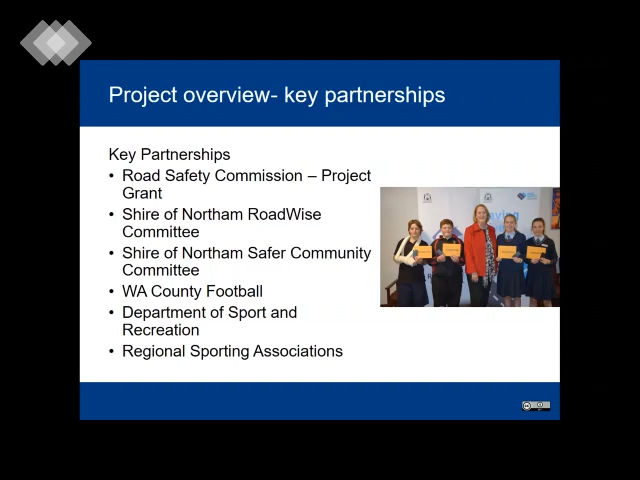 Project overview- key partnerships
Key Partnerships
• Road Safety Commission – Project
Grant
• Shire of Northam RoadWise
Committee
• Shire of Northam Safer Community
Committee
• WA County Football
• Department of Sport and
Recreation
• Regional Sporting Associations